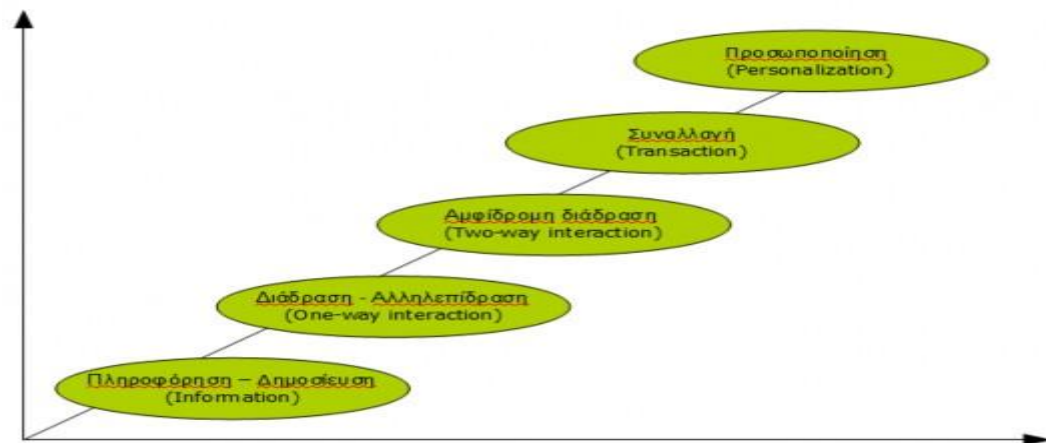 Προσωποποίηση
(Personalization)
Συναλλαγή
(Transaction)
Αμφίδρομη διάδραση
(Two-way interaction)
Διάδραση - Αλληλεπίδραση
(One-way interaction)
Πληροφόρηση – Δημοσίευση
(Information)